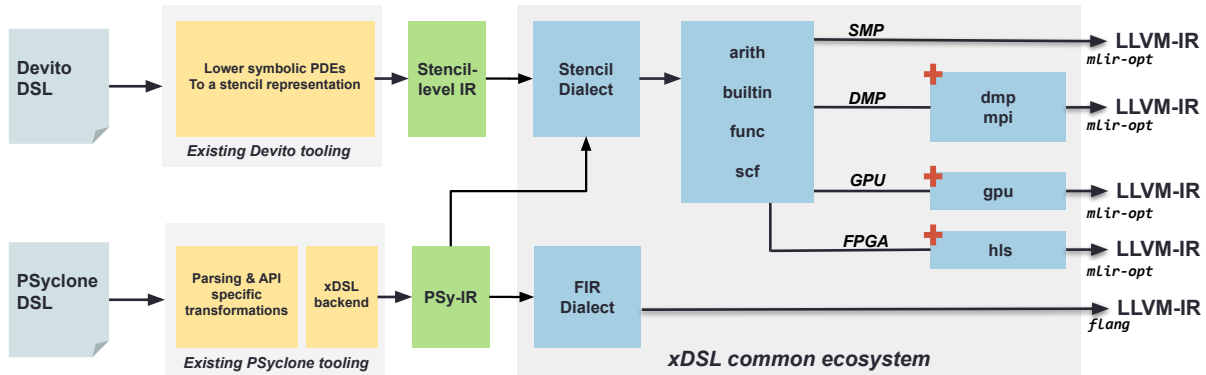 Devito
DSL
Lower symbolic PDEs
To a stencil representation
Existing Devito tooling
Stencil-
level IR
Stencil
Dialect
arith
builtin
func
scf
SMP
LLVM-IR
mlir-opt
DMP
dmp
mpi
LLVM-IR
mlir-opt
GPU
gpu
LLVM-IR
mlir-opt
FPGA
hls
LLVM-IR
mlir-opt
PSyclone
DSL
Parsing & API
specific
transformations
xDSL
backend
Existing PSyclone tooling
PSy-IR
FIR
Dialect
LLVM-IR
flang
xDSL common ecosystem